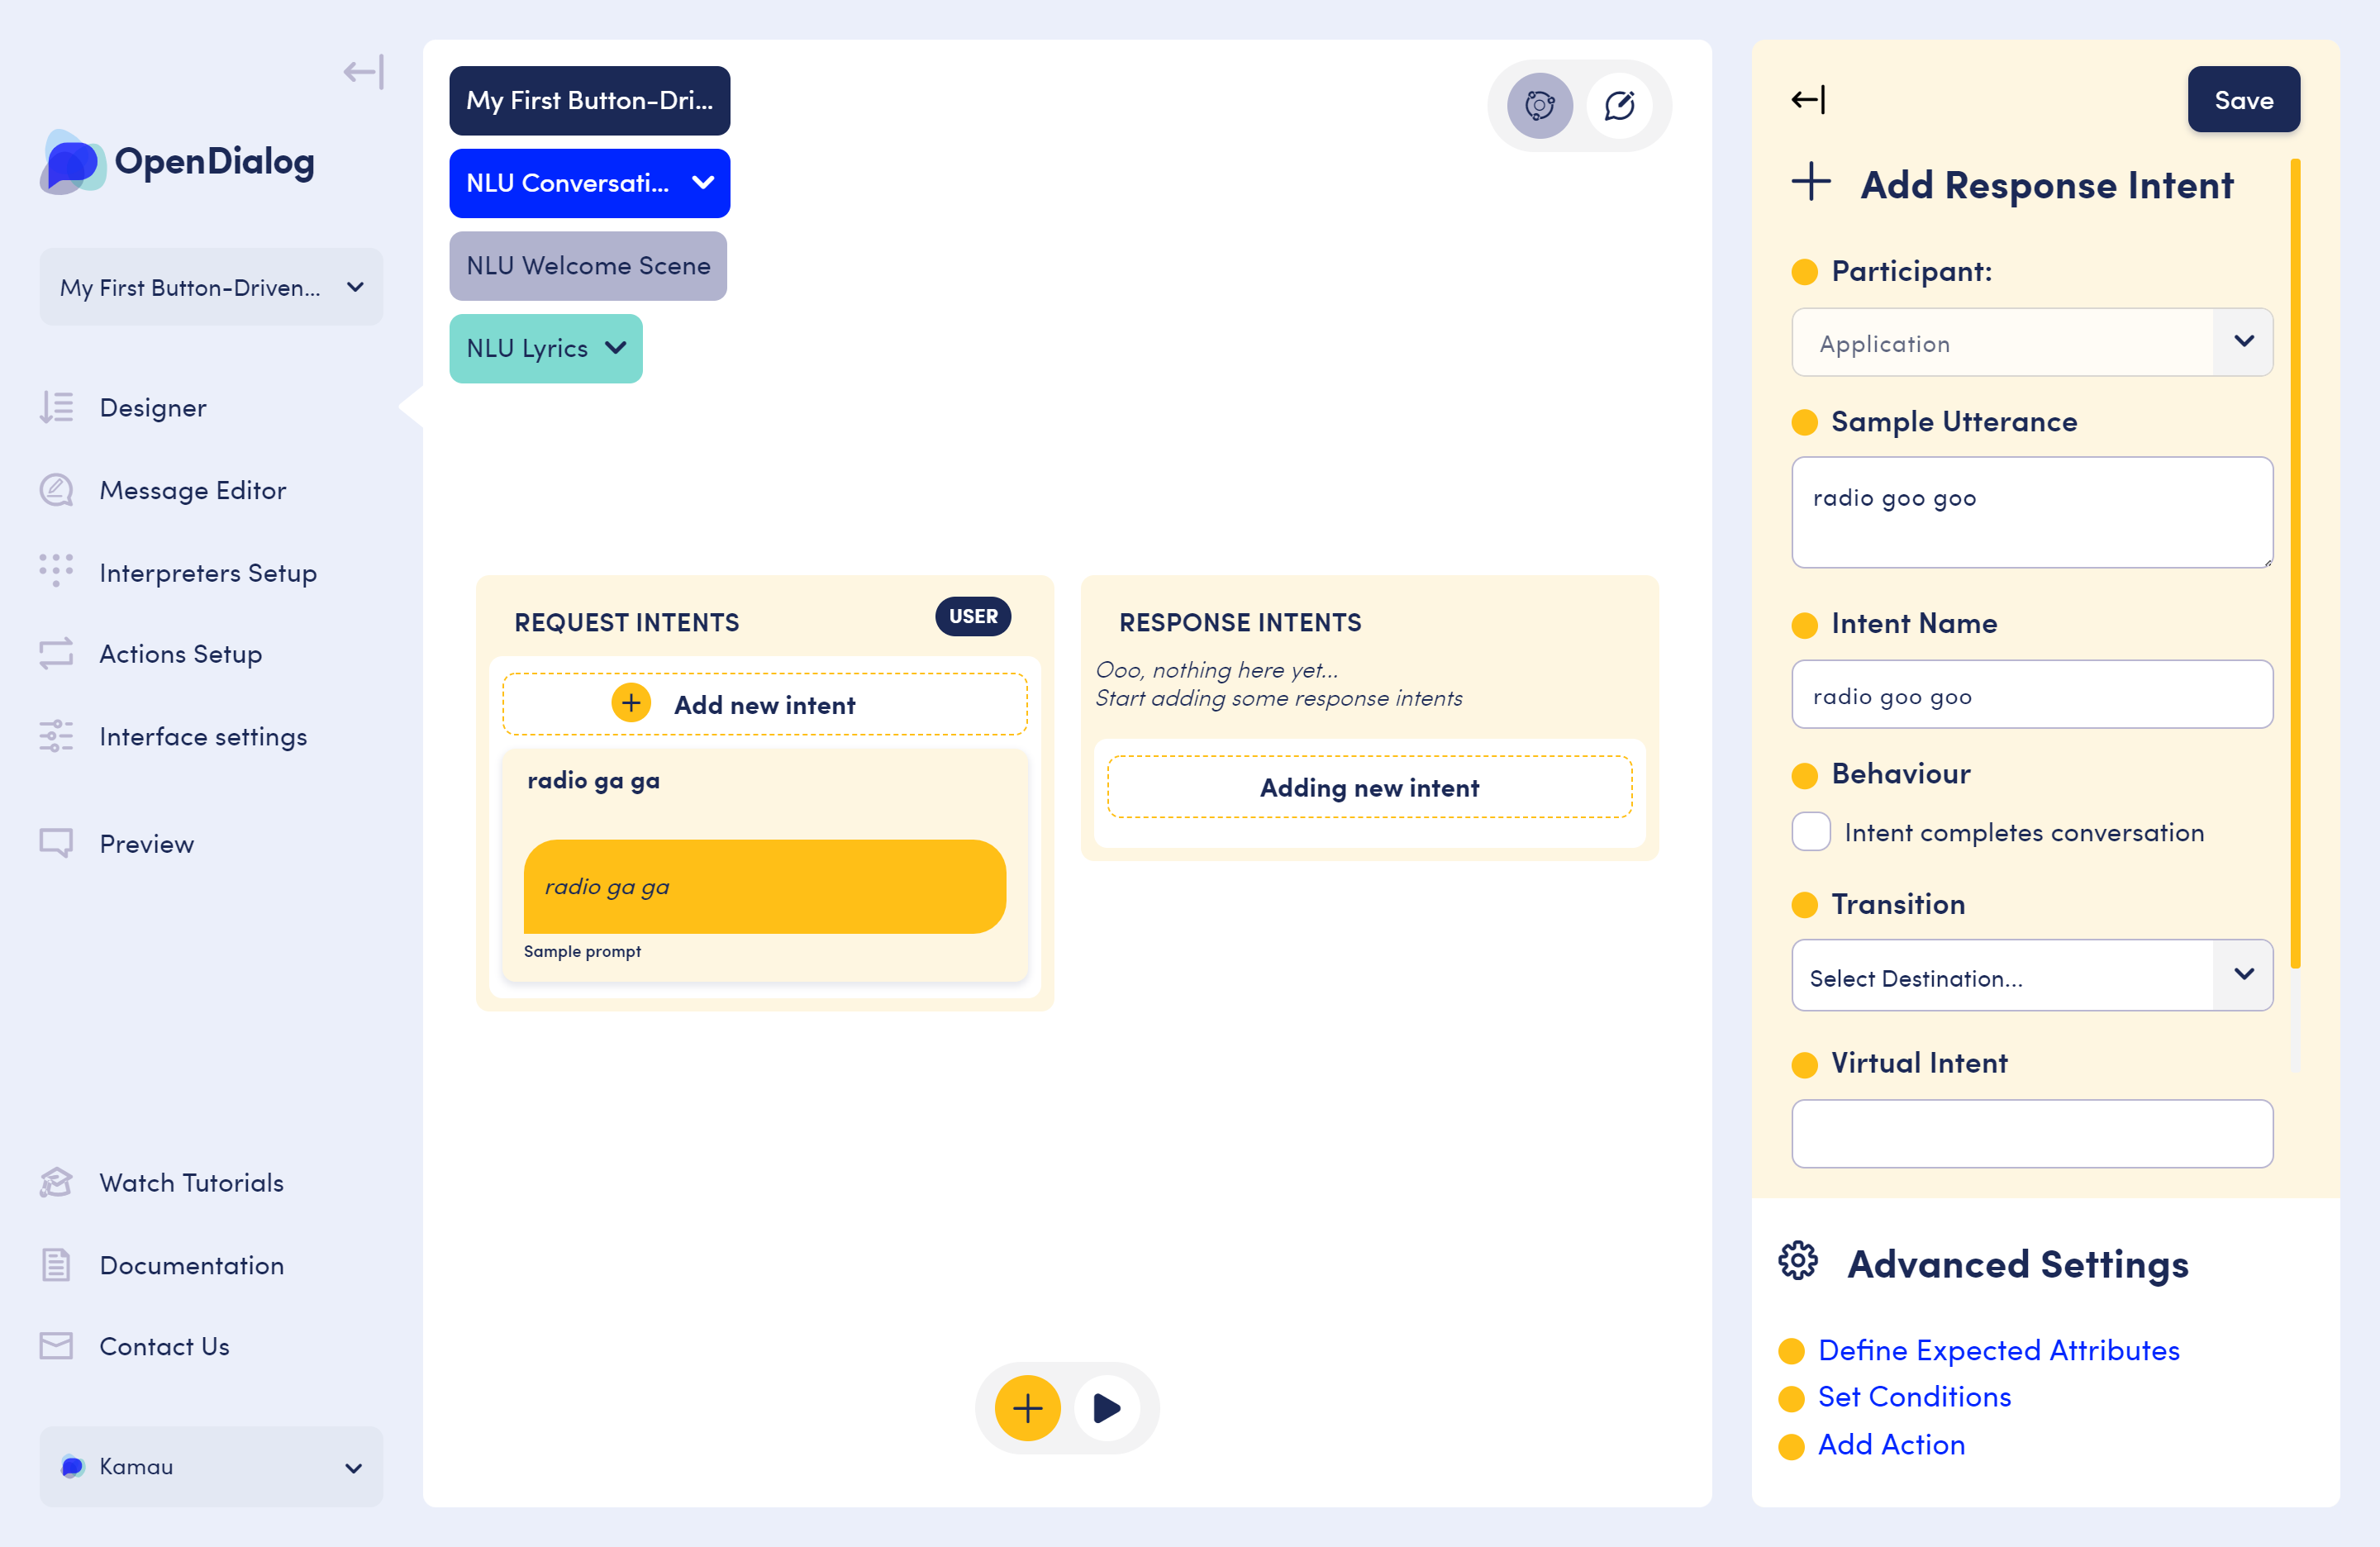 OpenDialog
My First Button-Driven...
Designer
Message Editor
Interpreters Setup
Actions Setup
Interface settings
Preview
Watch Tutorials
Documentation
Contact Us
Kamau
My First Button-Dri...
NLU Conversati...
NLU Welcome Scene
NLU Lyrics
REQUEST INTENTS
USER
Add new intent
radio ga ga
radio ga ga
Sample prompt
RESPONSE INTENTS
Ooo, nothing here yet...
Start adding some response intents
Adding new intent
Save
Add Response Intent
Participant:
Application
Sample Utterance
radio goo goo
Intent Name
radio goo goo
Behaviour
Intent completes conversation
Transition
Select Destination...
Virtual Intent
Advanced Settings
Define Expected Attributes
Set Conditions
Add Action